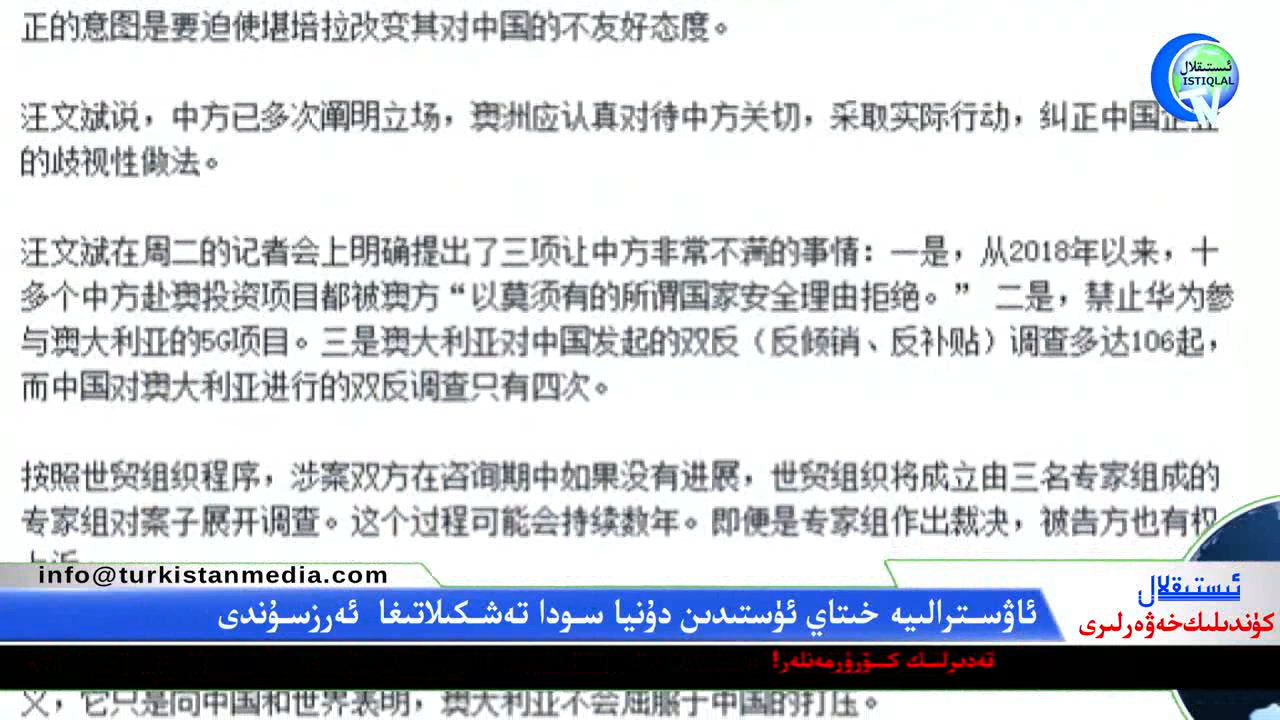 正的意图是要迫使堪培拉改变其对中国的不友好态度。
ئىستىقلال
ISTIQLAL
TV
汪文斌说，中方已多次阐明立场，澳洲应认真对待中方关切，采取实际行动，纠正中国企业
的歧视性做法。
汪文斌在周二的记者会上明确提出了三项让中方非常不满的事情：一是，从2018年以来，十
多个中方赴澳投资项目都被澳方“以莫须有的所谓国家安全理由拒绝。” 二是，禁止华为参
与澳大利亚的5G项目。三是澳大利亚对中国发起的双反（反倾销、反补贴）调查多达106起，
而中国对澳大利亚进行的双反调查只有四次。
按照世贸组织程序，涉案双方在咨询期中如果没有进展，世贸组织将成立由三名专家组成的
专家组对案子展开调查。这个过程可能会持续数年。即便是专家组作出裁决，被告方也有权
info@turkistanmedia.com
ئىستىقلال
كۈندىلىك خەۋەرلىرى
ئاۋسترالىيە خىتاي ئۈستىدىن دۇنيا سودا تەشكىلاتىغا ئەرزسۇندى
قەدىرلىك كۆرۈرمەنلەر!
义，它只是向中国和世界表明，澳大利亚不会屈服于中国的打压。